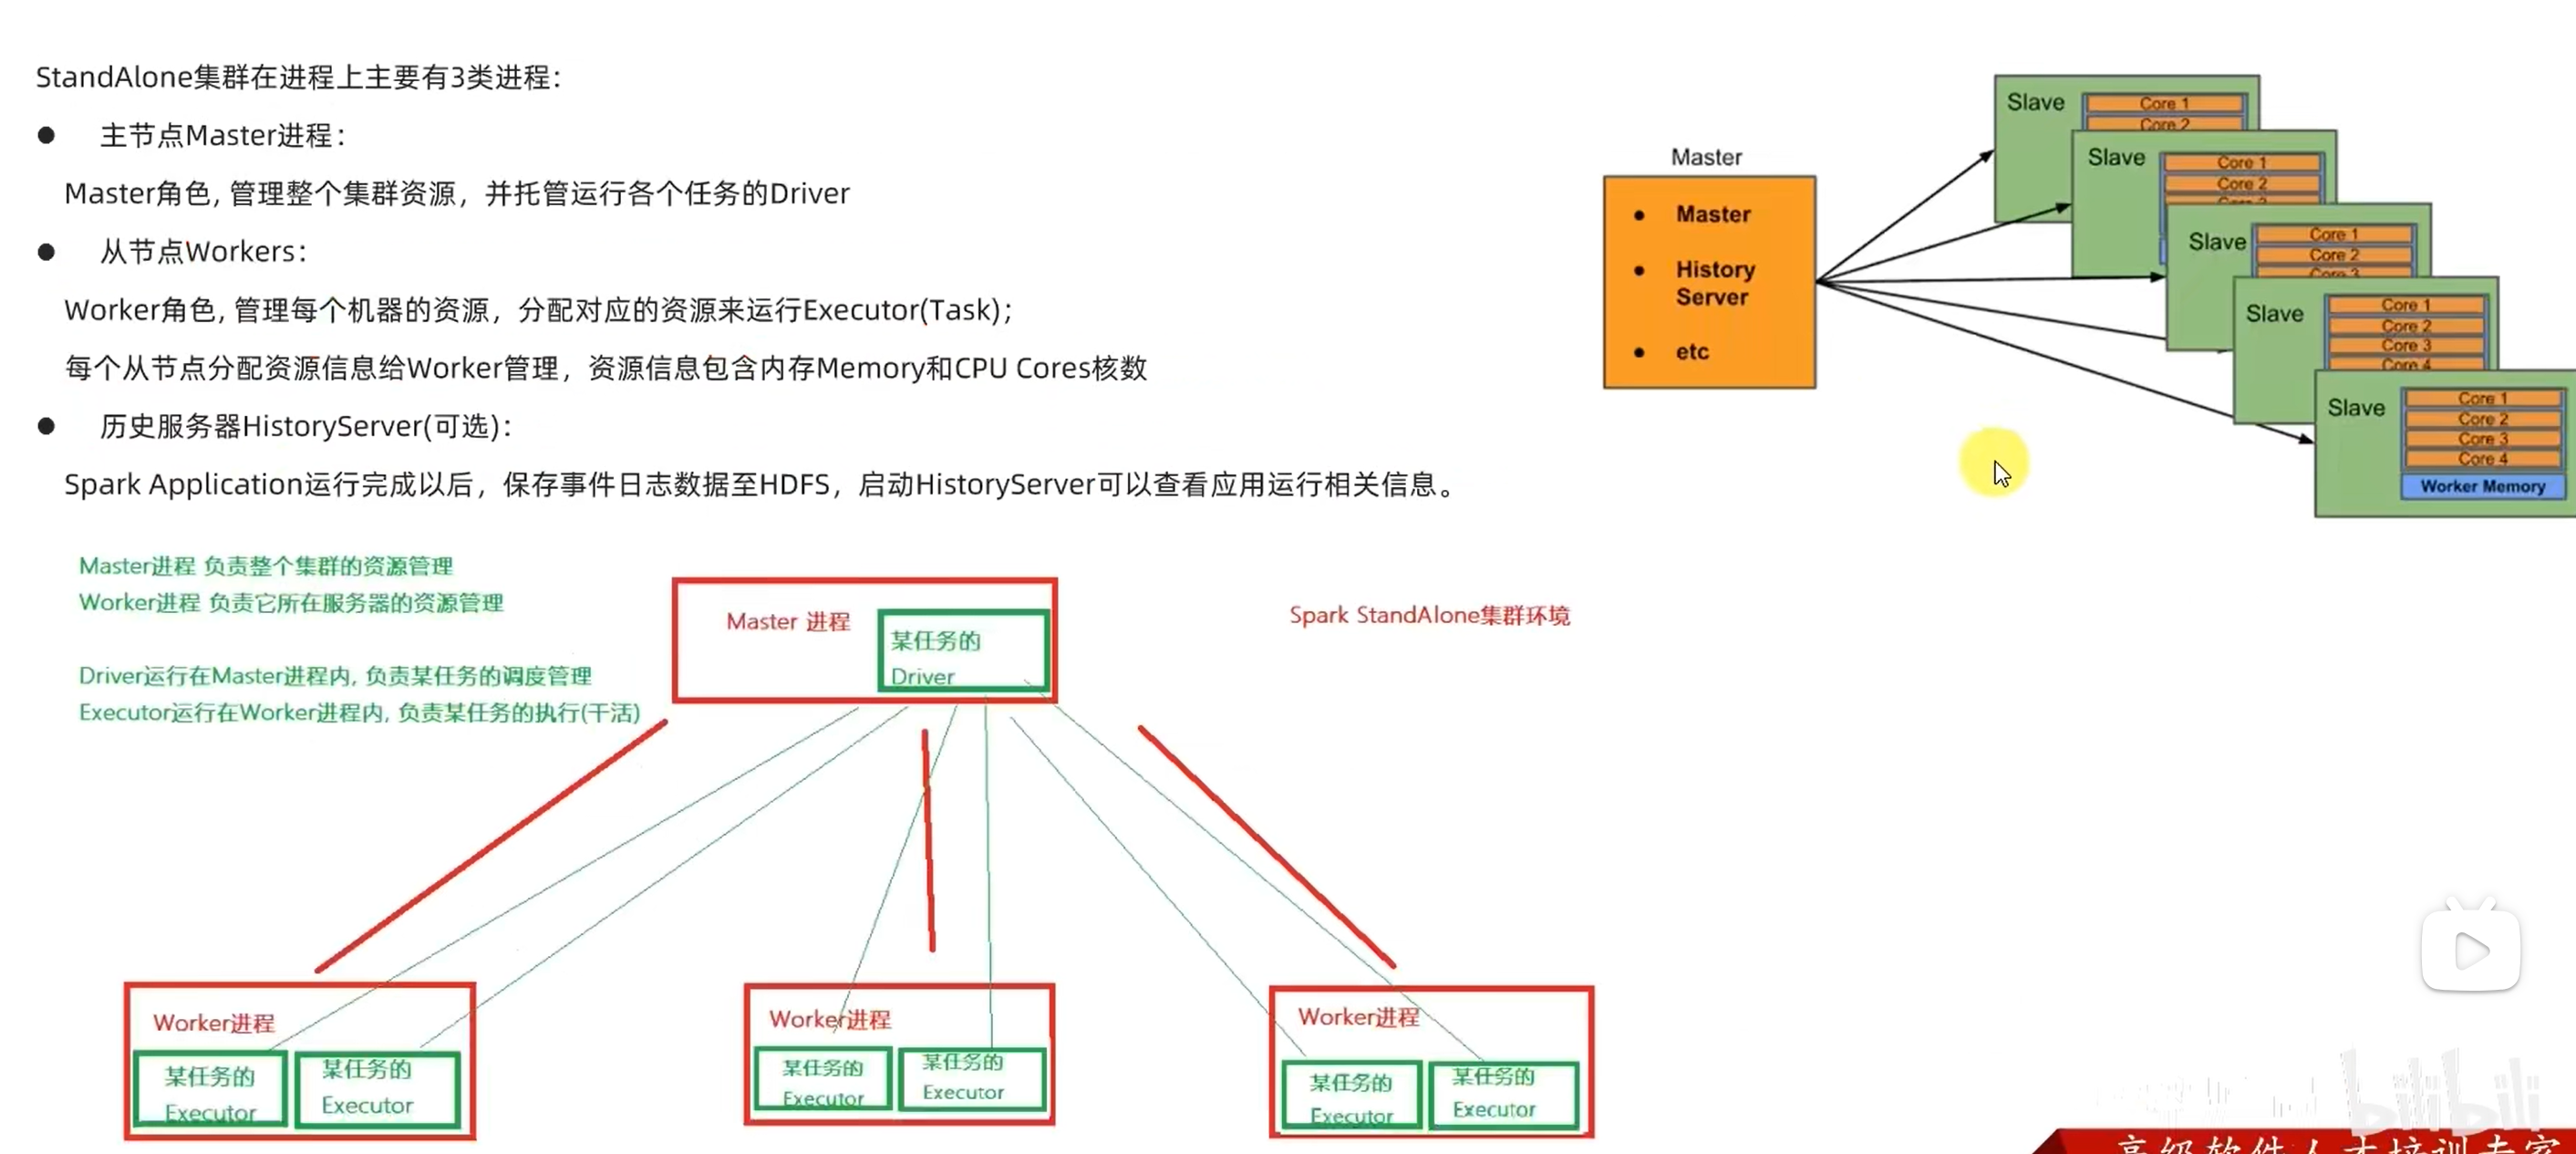 StandAlone集群在进程上主要有3类进程：
● 主节点Master进程：
Master角色, 管理整个集群资源，并托管运行各个任务的Driver
● 从节点Workers：
Worker角色, 管理每个机器的资源，分配对应的资源来运行Executor(Task)；
每个从节点分配资源信息给Worker管理，资源信息包含内存Memory和CPU Cores核数
● 历史服务器HistoryServer(可选)：
Spark Application运行完成以后，保存事件日志数据至HDFS，启动HistoryServer可以查看应用运行相关信息。
Master
● Master
● History
Server
● etc
Slave
Core 1
Core 2
Slave
Core 1
Core 2
Slave
Core 1
Core 2
Core 3
Slave
Core 1
Core 2
Core 3
Core 4
Slave
Core 1
Core 2
Core 3
Core 4
Worker Memory
Master进程 负责整个集群的资源管理
Worker进程 负责它所在服务器的资源管理
Driver运行在Master进程内, 负责某任务的调度管理
Executor运行在Worker进程内, 负责某任务的执行(干活)
Master 进程
某任务的
Driver
Spark StandAlone集群环境
Worker进程
某任务的
Executor
某任务的
Executor
Worker进程
某任务的
Executor
某任务的
Executor
Worker进程
某任务的
Executor
某任务的
Executor
bilibili
高级软件人才培训专家